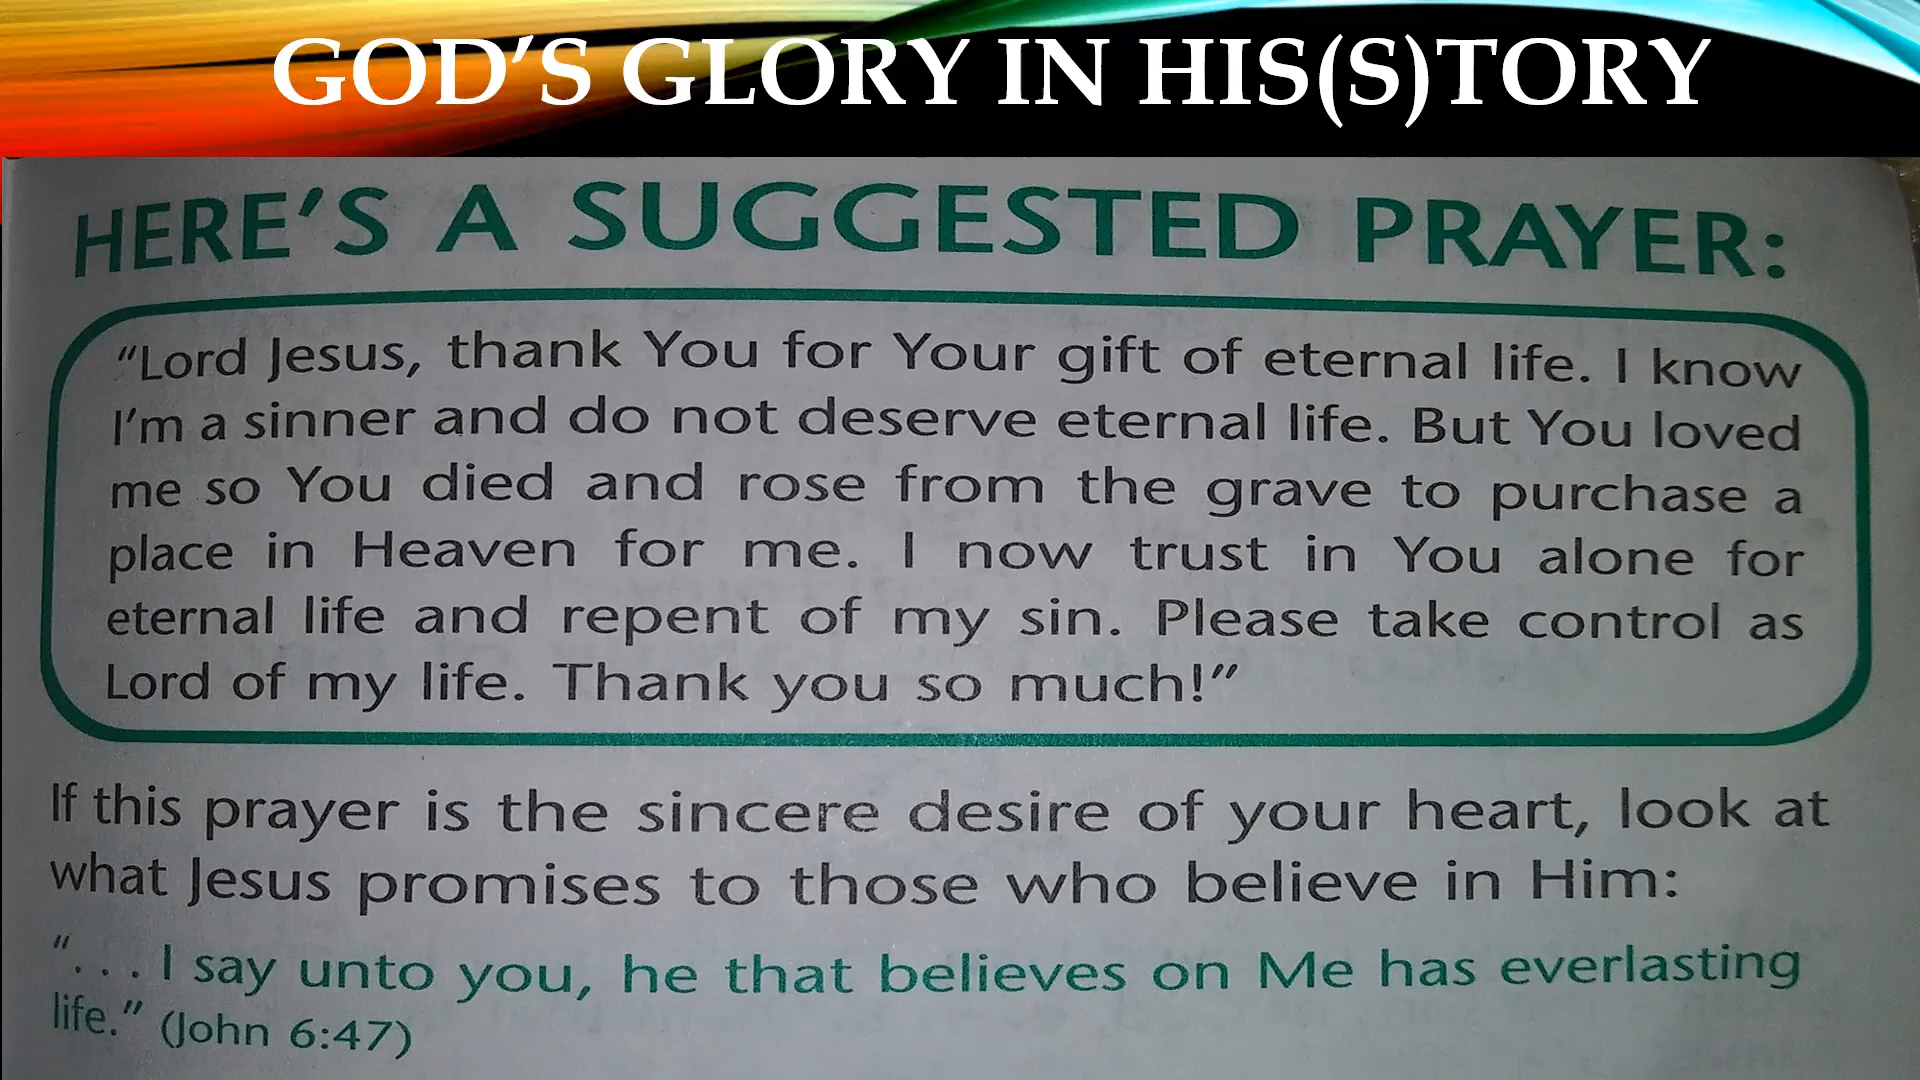 GOD'S GLORY IN HIS(S)TORY
HERE'S A SUGGESTED PRAYER:
"Lord Jesus, thank You for Your gift of eternal life. I know
I'm a sinner and do not deserve eternal life. But You loved
me so You died and rose from the grave to purchase a
place in Heaven for me. I now trust in You alone for
eternal life and repent of my sin. Please take control as
Lord of my life. Thank you so much!"
If this prayer is the sincere desire of your heart, look at
what Jesus promises to those who believe in Him:
". . . I say unto you, he that believes on Me has everlasting
life." (John 6:47)